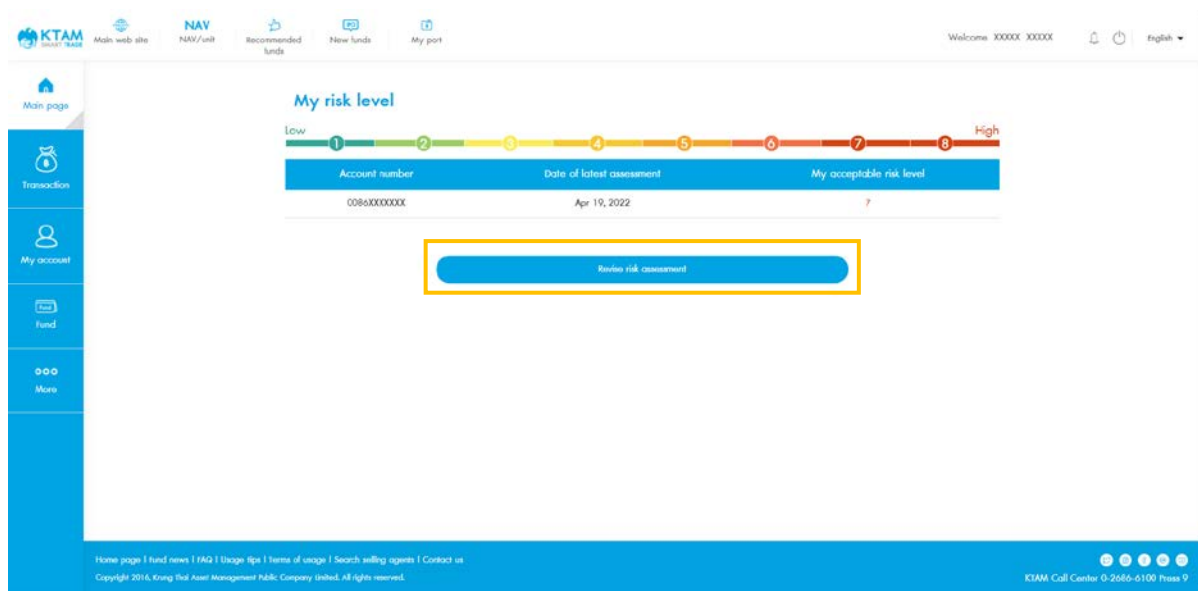 KTAM
SMART TRADE
Main web site
NAV
NAV/unit
Recommended
funds
IPO
New funds
My port
Welcome XXXXX XXXXX
English
Main page
Transaction
My account
Fund
Fund
More
My risk level
Low
High
1 2 3 4 5 6 7 8
Account number Date of latest assessment My acceptable risk level
0086XXXXXXX Apr 19, 2022 7
Revise risk assessment
Home page | Fund news | FAQ | Usage tips | Terms of usage | Search selling agents | Contact us
Copyright 2016, Krung Thai Asset Management Public Company Limited. All rights reserved.
KTAM Call Center 0-2686-6100 Press 9